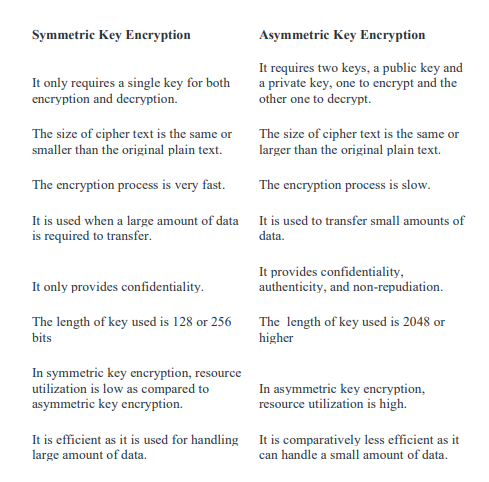 Symmetric Key Encryption
Asymmetric Key Encryption
It only requires a single key for both
encryption and decryption.
It requires two keys, a public key and
a private key, one to encrypt and the
other one to decrypt.
The size of cipher text is the same or
smaller than the original plain text.
The size of cipher text is the same or
larger than the original plain text.
The encryption process is very fast.
The encryption process is slow.
It is used when a large amount of data
is required to transfer.
It is used to transfer small amounts of
data.
It only provides confidentiality.
It provides confidentiality,
authenticity, and non-repudiation.
The length of key used is 128 or 256
bits
The  length of key used is 2048 or
higher
In symmetric key encryption, resource
utilization is low as compared to
asymmetric key encryption.
In asymmetric key encryption,
resource utilization is high.
It is efficient as it is used for handling
large amount of data.
It is comparatively less efficient as it
can handle a small amount of data.